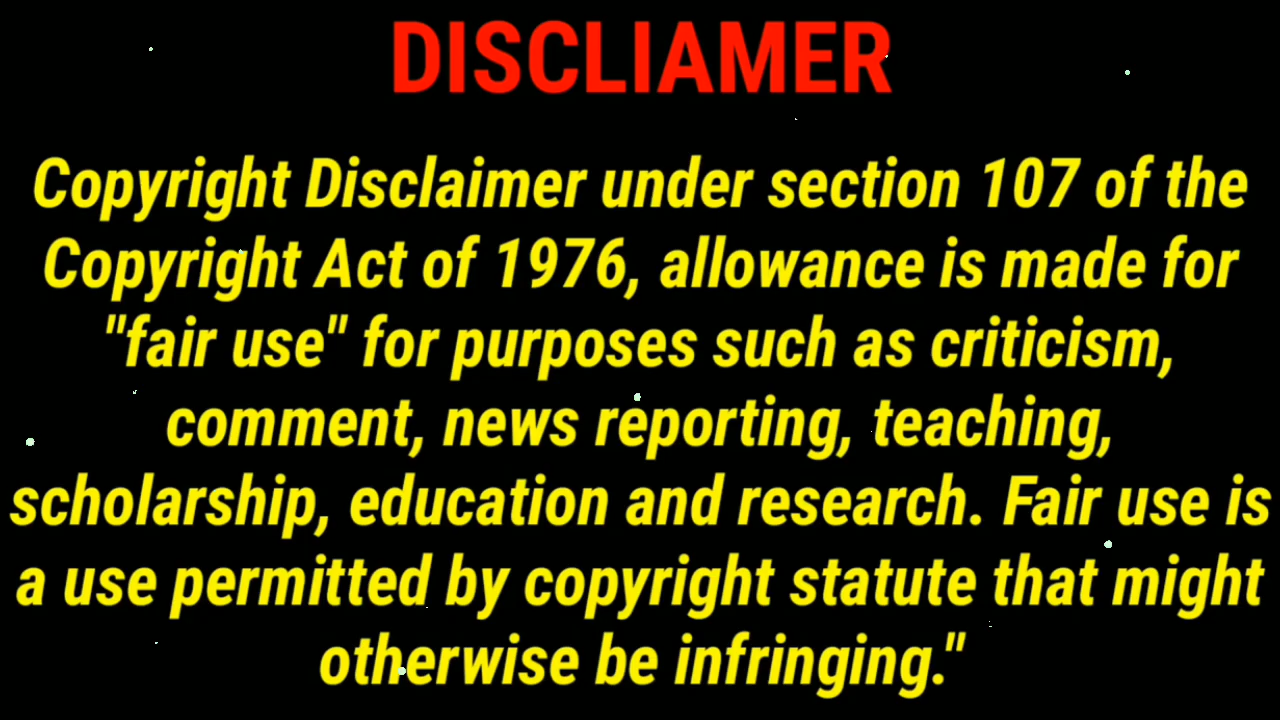 DISCLIAMER
Copyright Disclaimer under section 107 of the
Copyright Act of 1976, allowance is made for
"fair use" for purposes such as criticism,
comment, news reporting, teaching,
scholarship, education and research. Fair use is
a use permitted by copyright statute that might
otherwise be infringing."